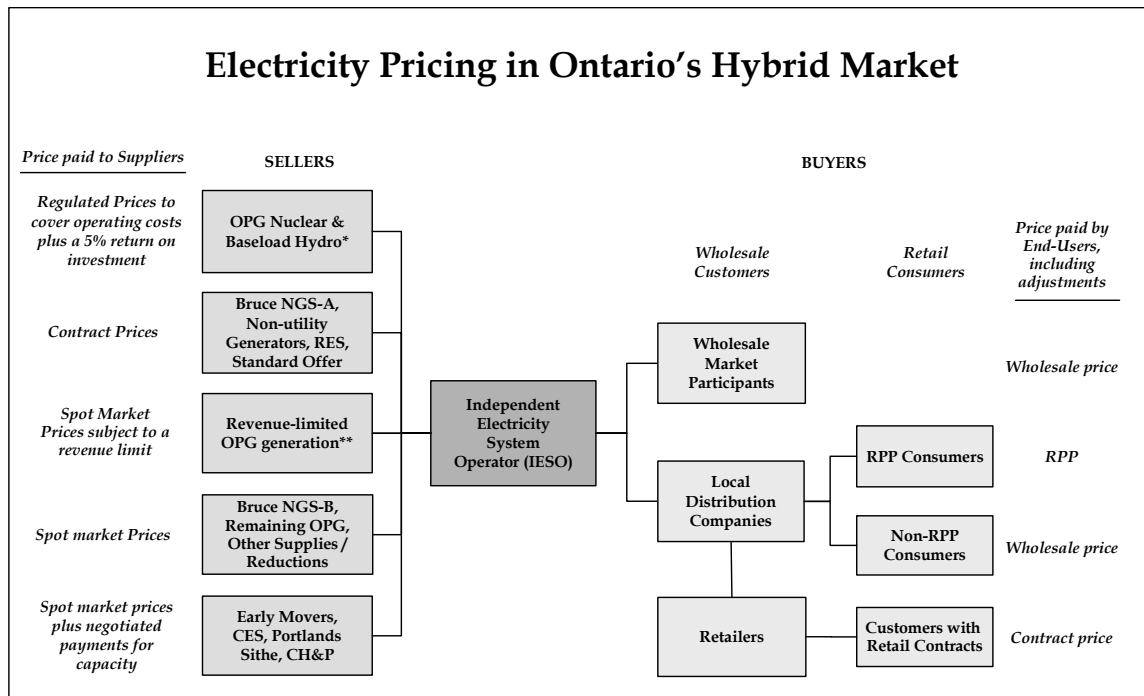 Electricity Pricing in Ontario's Hybrid Market
Price paid to Suppliers
SELLERS
BUYERS
Regulated Prices to
cover operating costs
plus a 5% return on
investment
OPG Nuclear &
Baseload Hydro*
Wholesale
Customers
Retail
Consumers
Price paid by
End-Users,
including
adjustments
Contract Prices
Bruce NGS-A,
Non-utility
Generators, RES,
Standard Offer
Wholesale
Market
Participants
Wholesale price
Spot Market
Prices subject to a
revenue limit
Revenue-limited
OPG generation**
Independent
Electricity
System
Operator (IESO)
RPP Consumers
RPP
Local
Distribution
Companies
Spot market Prices
Bruce NGS-B,
Remaining OPG,
Other Supplies /
Reductions
Non-RPP
Consumers
Wholesale price
Spot market prices
plus negotiated
payments for
capacity
Early Movers,
CES, Portlands
Sithe, CH&P
Retailers
Customers with
Retail Contracts
Contract price